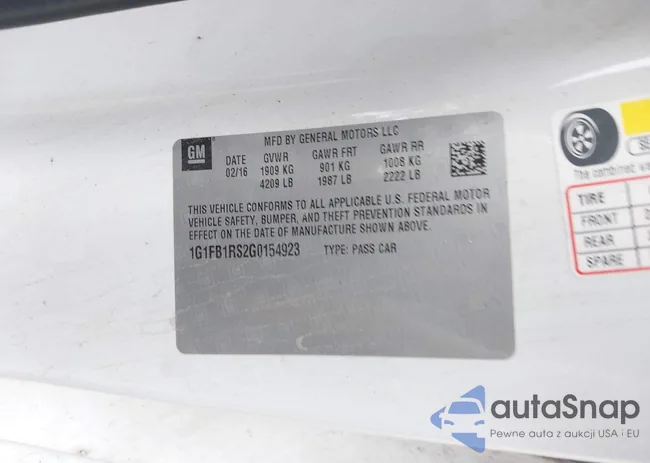 MFD BY GENERAL MOTORS LLC
GM
DATE GVWR GAWR FRT GAWR RR
02/16 1909 KG 901 KG 1008 KG
4209 LB 1987 LB 2222 LB
THIS VEHICLE CONFORMS TO ALL APPLICABLE U.S. FEDERAL MOTOR
VEHICLE SAFETY, BUMPER, AND THEFT PREVENTION STANDARDS IN
EFFECT ON THE DATE OF MANUFACTURE SHOWN ABOVE.
1G1FB1RS2G0154923 TYPE: PASS CAR
The combined
TIRE
FRONT
REAR
SPARE
autaSnap
Pewne auta z aukcji USA i EU